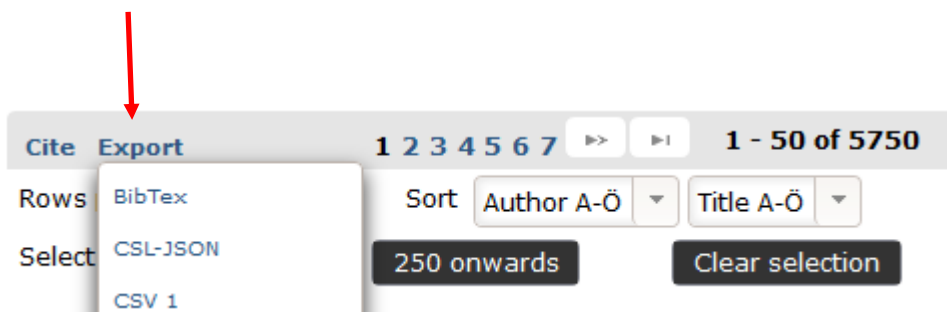 Cite Export 1 2 3 4 5 6 7 1 - 50 of 5750
Rows BibTex Sort Author A-Ö Title A-Ö
Select CSL-JSON 250 onwards Clear selection
CSV 1